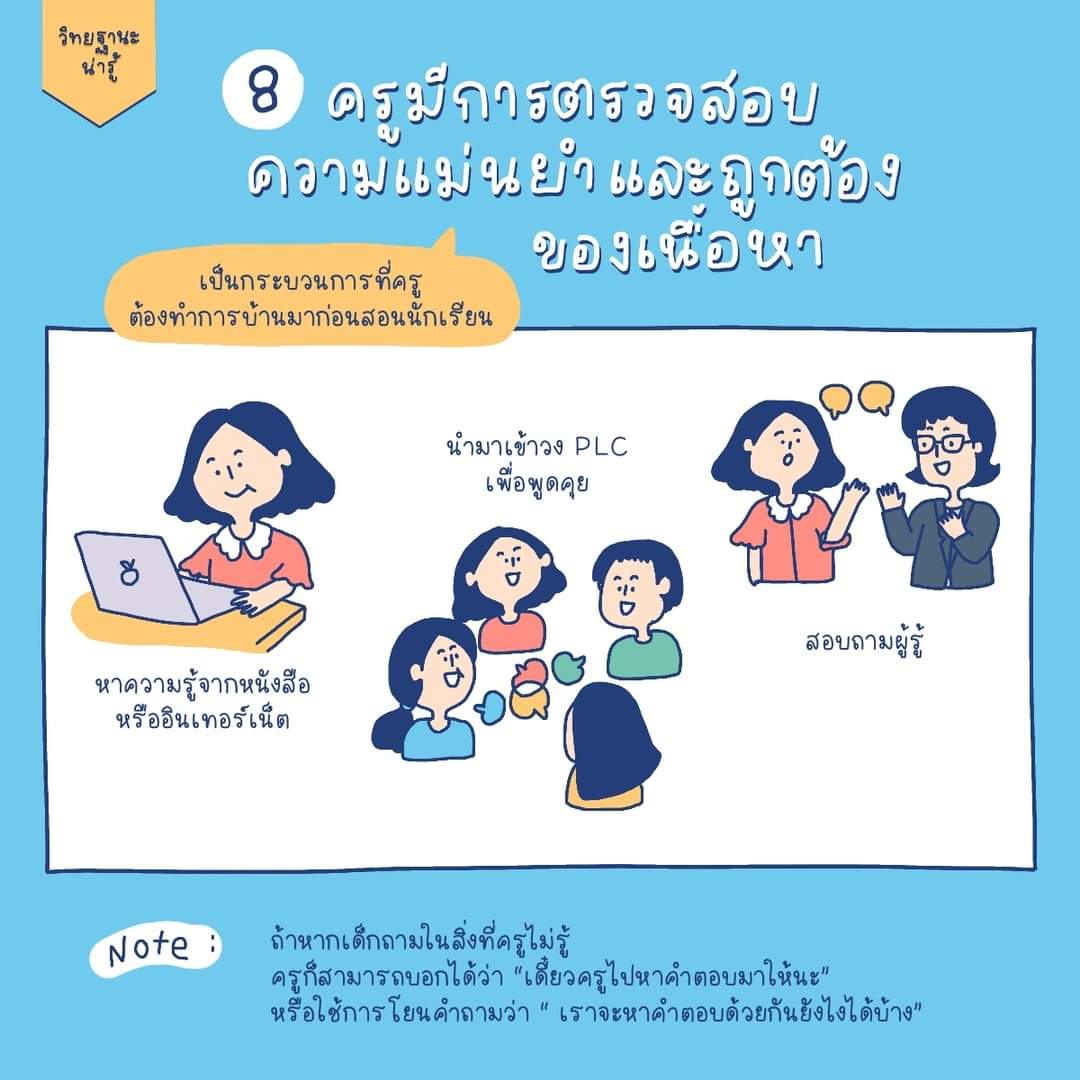 วิทยฐานะ
น่ารู้
8 ครูมีการตรวจสอบ
ความแม่นยำ และถูกต้อง
ของเนื้อหา
เป็นกระบวนการที่ครู
ต้องทำการบ้านมาก่อนสอนนักเรียน
หาความรู้จากหนังสือ
หรืออินเทอร์เน็ต
นำมาเข้าวง PLC
เพื่อพูดคุย
สอบถามผู้รู้
Note :
ถ้าหากเด็กถามในสิ่งที่ครูไม่รู้
ครูก็สามารถบอกได้ว่า “เดี๋ยวครูไปหาคำตอบมาให้นะ”
หรือใช้การโยนคำถามว่า “ เราจะหาคำตอบด้วยกันยังไงได้บ้าง”